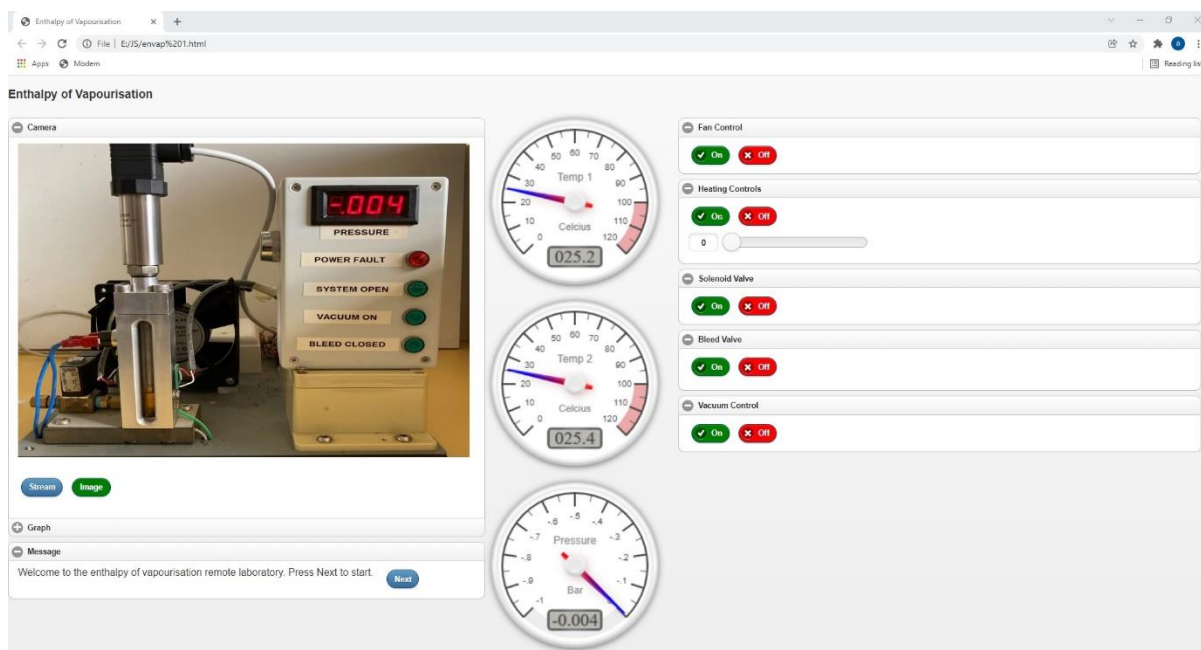 Enthalpy of Vapourisation
File | E:/JS/envap%201.html
a
Apps Modem
Reading list
Enthalpy of Vapourisation
Camera
-.004
PRESSURE
POWER FAULT
SYSTEM OPEN
VACUUM ON
BLEED CLOSED
Stream Image
Graph
Message
Welcome to the enthalpy of vapourisation remote laboratory. Press Next to start. Next
0 10 20 30 40 50 60 70 80 90 100 110 120
Temp 1
Celcius
025.2
0 10 20 30 40 50 60 70 80 90 100 110 120
Temp 2
Celcius
025.4
-1 -.9 -.8 -.7 -.6 -.5 -.4 -.3 -.2 -.1
Pressure
Bar
-0.004
Fan Control
On Off
Heating Controls
On Off
0
Solenoid Valve
On Off
Bleed Valve
On Off
Vacuum Control
On Off